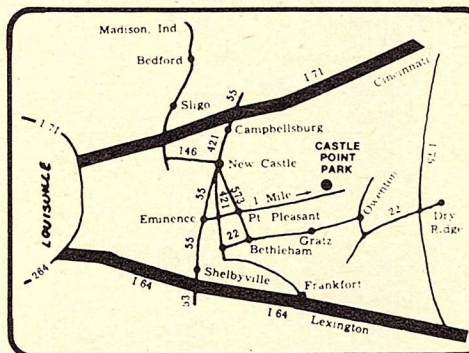 Madison, Ind
Bedford
I 71
Cincinnati
Sligo
55
Campbellsburg
421
I 71
146
New Castle
CASTLE
POINT
PARK
I 75
LOUISVILLE
55
421
573
1 Mile
Owenton
Eminence
Pt Pleasant
22
Dry
Ridge
22
Gratz
Bethleham
55
Shelbyville
Frankfort
264
I 64
53
I 64
Lexington